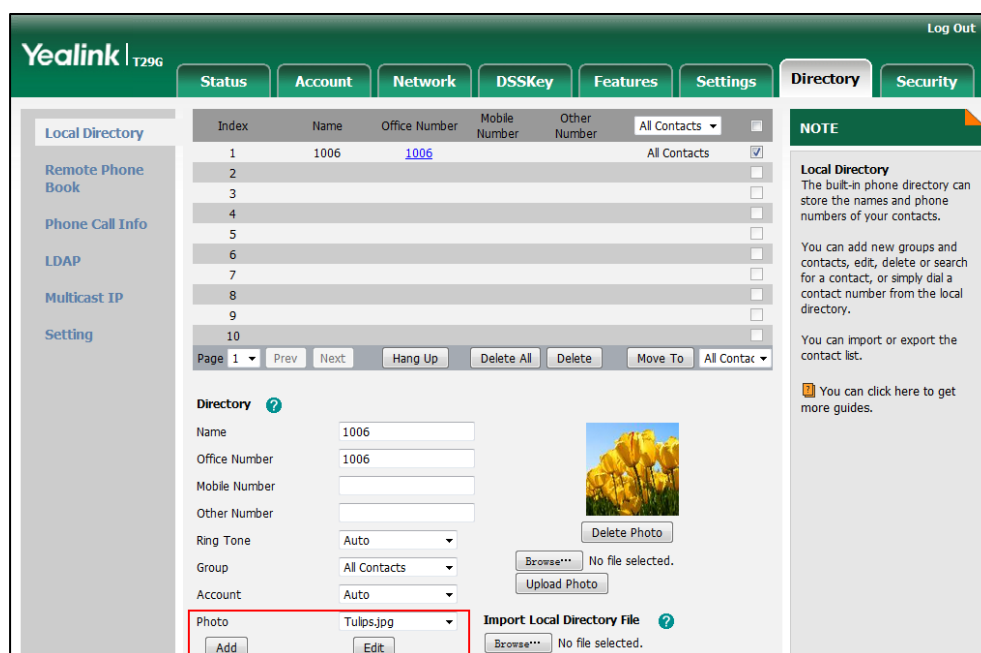 Log Out
Yealink T29G
Status Account Network DSSKey Features Settings Directory Security
Local Directory
Remote Phone
Book
Phone Call Info
LDAP
Multicast IP
Setting
Index Name Office Number Mobile Number Other Number All Contacts
1 1006 1006 All Contacts
2
3
4
5
6
7
8
9
10
Page 1 Prev Next Hang Up Delete All Delete Move To All Contac
Directory ?
Name 1006
Office Number 1006
Mobile Number
Other Number
Ring Tone Auto
Group All Contacts
Account Auto
Photo Tulips.jpg
Add Edit
Delete Photo
Browse··· No file selected.
Upload Photo
Import Local Directory File ?
Browse··· No file selected.
NOTE
Local Directory
The built-in phone directory can
store the names and phone
numbers of your contacts.
You can add new groups and
contacts, edit, delete or search
for a contact, or simply dial a
contact number from the local
directory.
You can import or export the
contact list.
? You can click here to get
more guides.